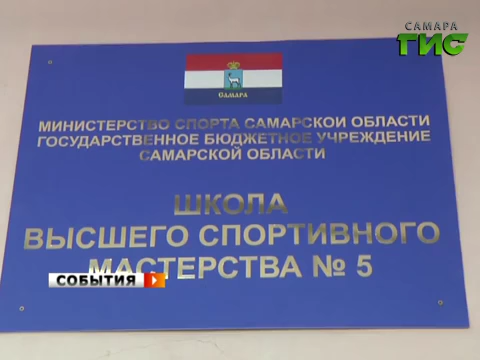 САМАРА
ГИС
САМАРА
МИНИСТЕРСТВО СПОРТА САМАРСКОЙ ОБЛАСТИ
ГОСУДАРСТВЕННОЕ БЮДЖЕТНОЕ УЧРЕЖДЕНИЕ
САМАРСКОЙ ОБЛАСТИ
ШКОЛА
ВЫСШЕГО СПОРТИВНОГО
МАСТЕРСТВА № 5
СОБЫТИЯ